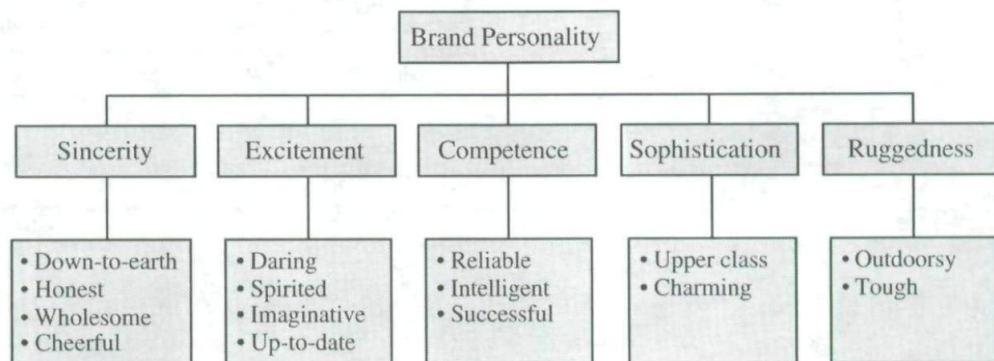 Brand Personality
Sincerity
Excitement
Competence
Sophistication
Ruggedness
• Down-to-earth
• Honest
• Wholesome
• Cheerful
• Daring
• Spirited
• Imaginative
• Up-to-date
• Reliable
• Intelligent
• Successful
• Upper class
• Charming
• Outdoorsy
• Tough